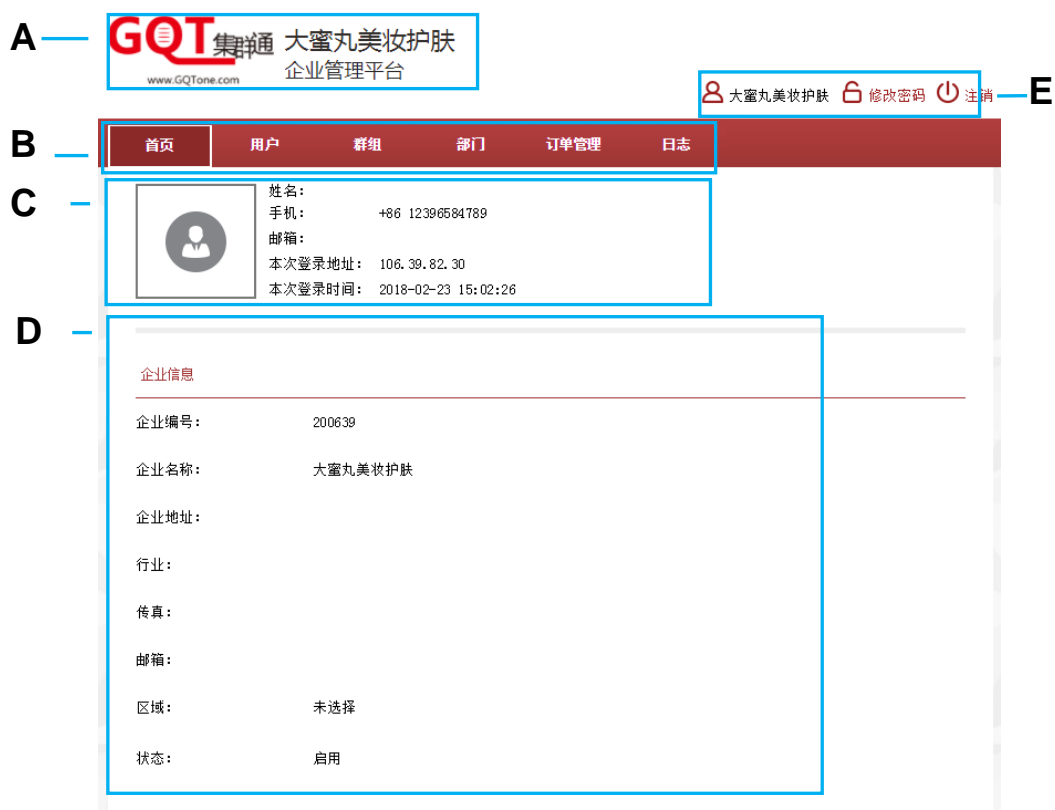 A
GQT集群通 大蜜丸美妆护肤
www.GQTone.com 企业管理平台
大蜜丸美妆护肤 修改密码 注销
E
B
首页 用户 群组 部门 订单管理 日志
C
姓名:
手机: +86 12396584789
邮箱:
本次登录地址: 106.39.82.30
本次登录时间: 2018-02-23 15:02:26
D
企业信息
企业编号: 200639
企业名称: 大蜜丸美妆护肤
企业地址:
行业:
传真:
邮箱:
区域: 未选择
状态: 启用